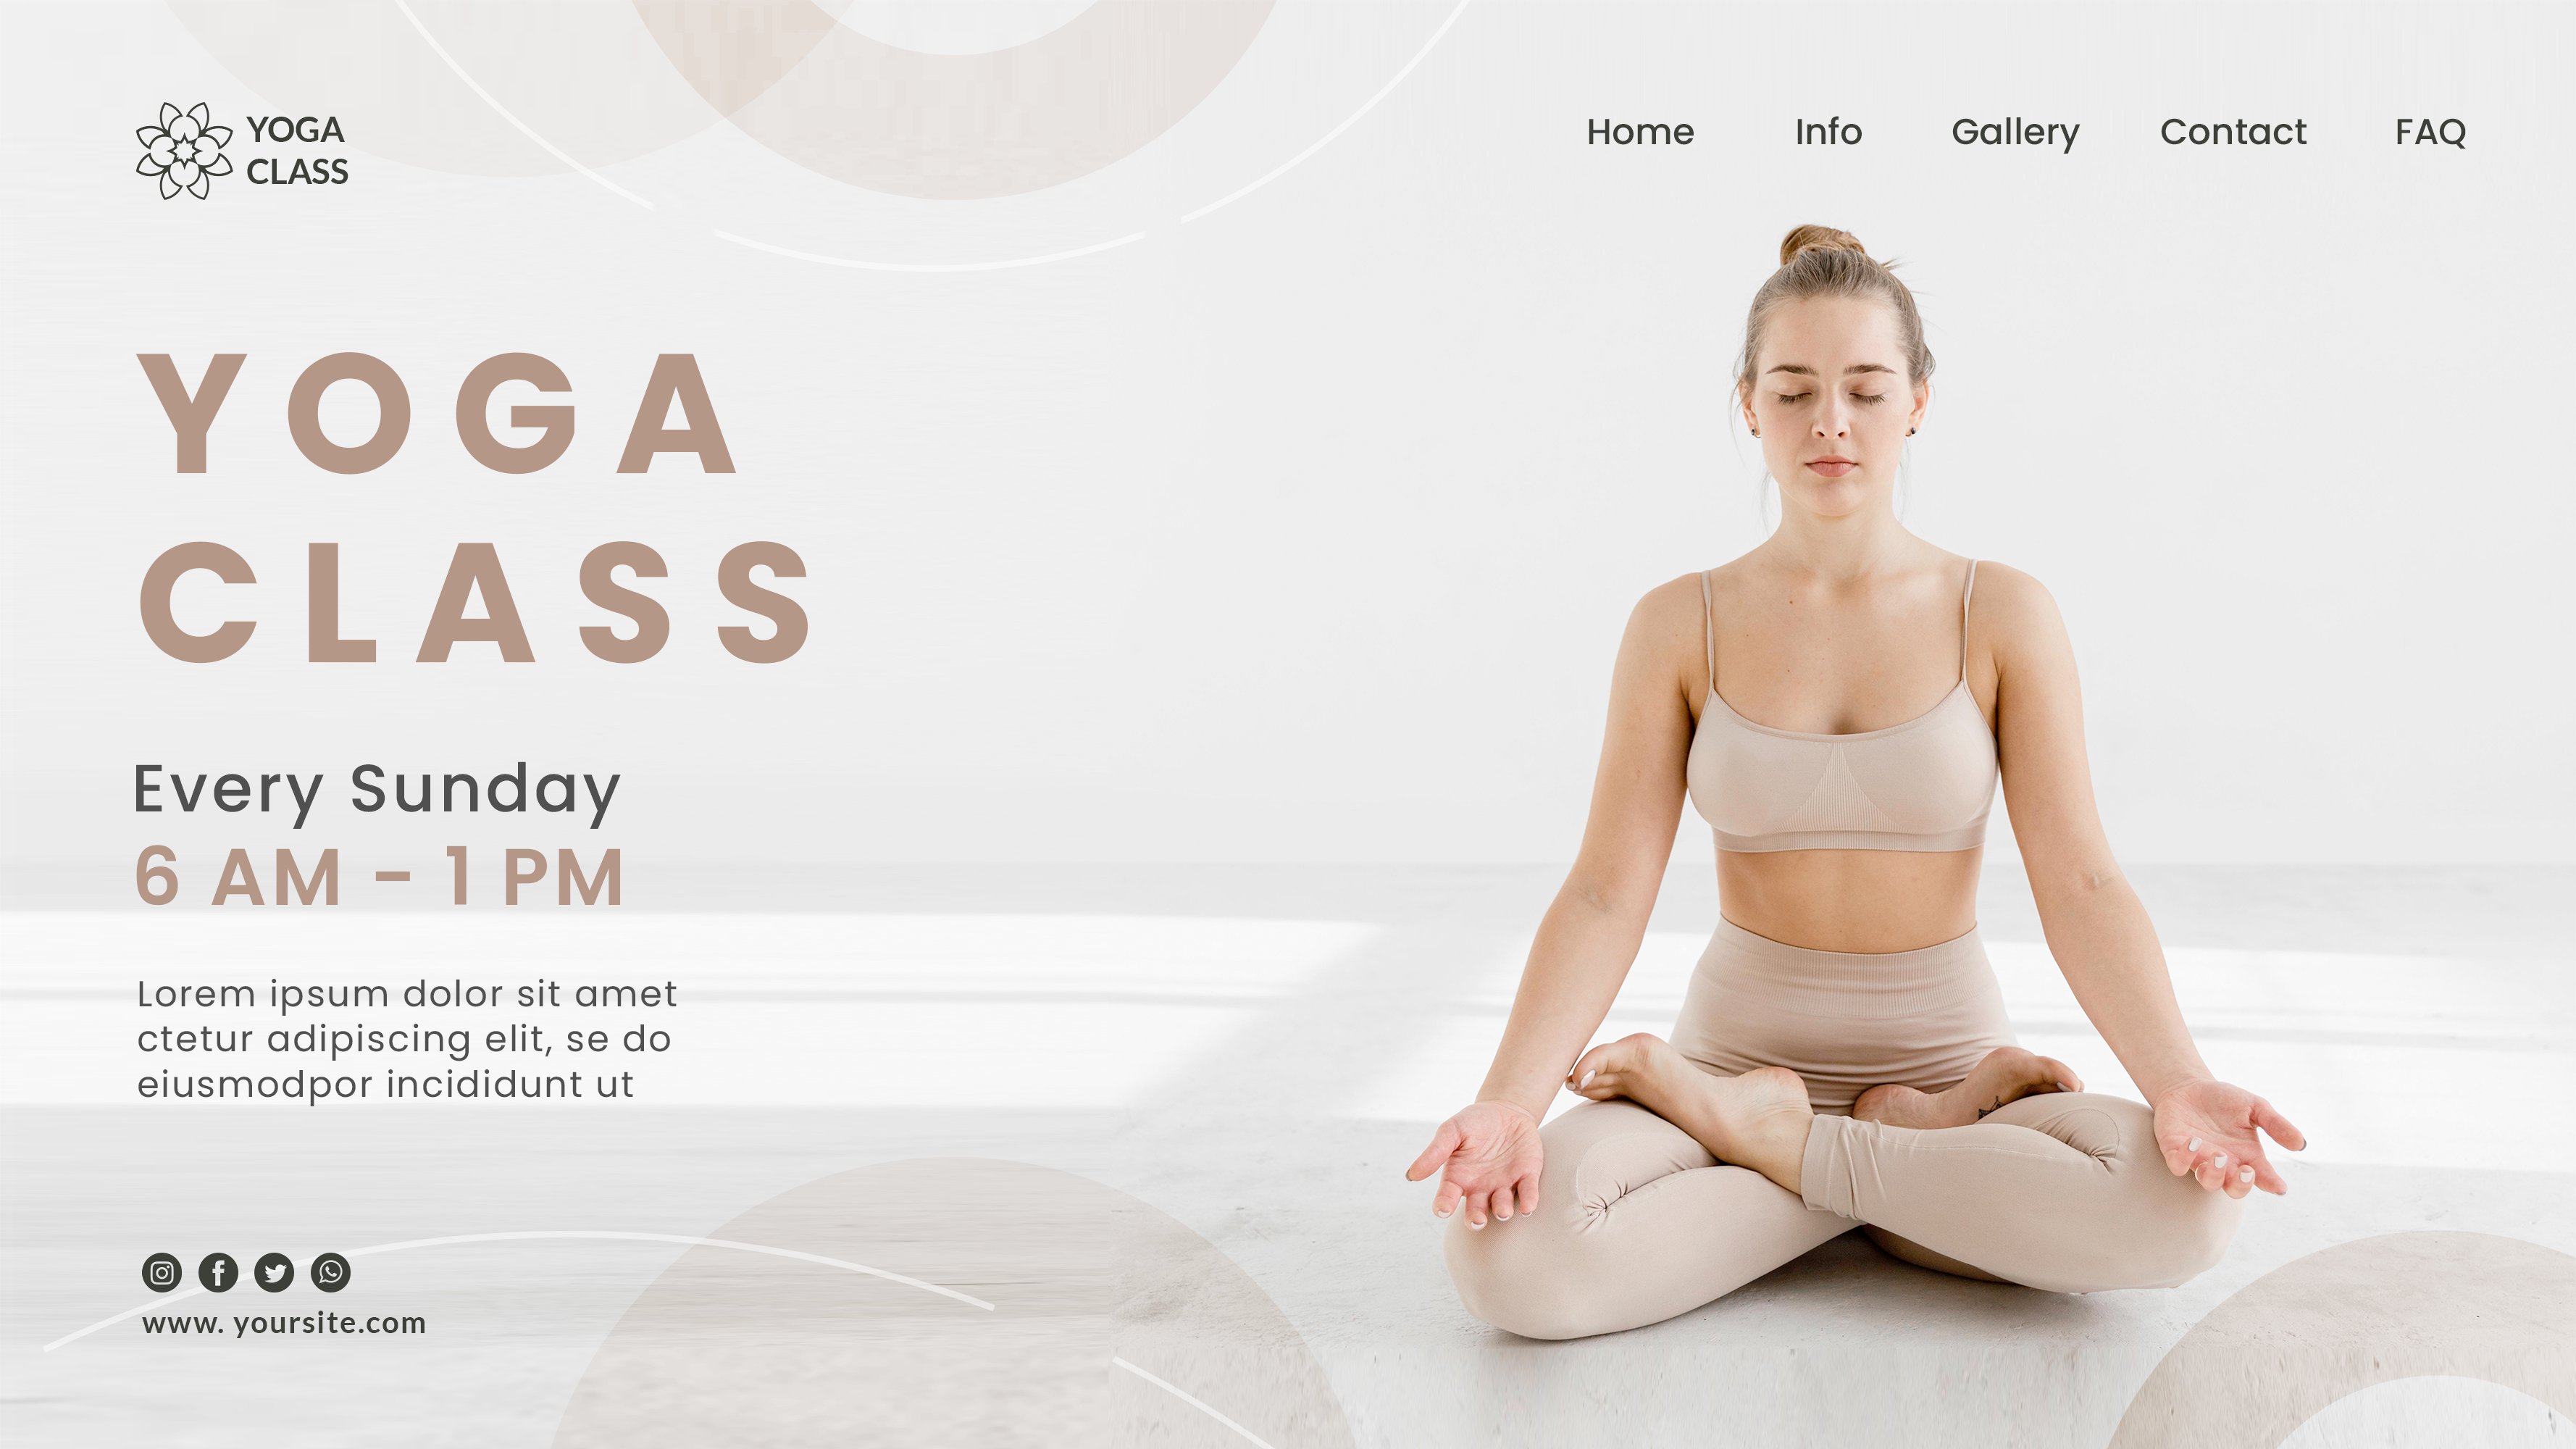 YOGA
CLASS
Home Info Gallery Contact FAQ
YOGA
CLASS
Every Sunday
6 AM - 1 PM
Lorem ipsum dolor sit amet
ctetur adipiscing elit, se do
eiusmodpor incididunt ut
www. yoursite.com